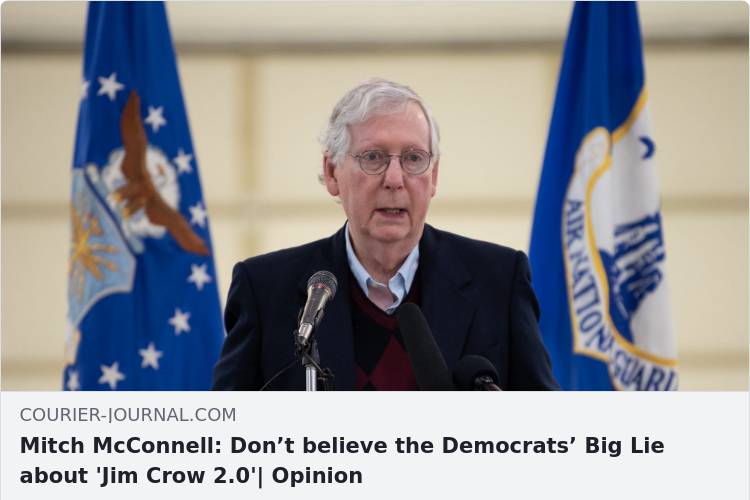 AIR NATIONAL GUARD
COURIER-JOURNAL.COM
Mitch McConnell: Don’t believe the Democrats’ Big Lie
about 'Jim Crow 2.0'| Opinion